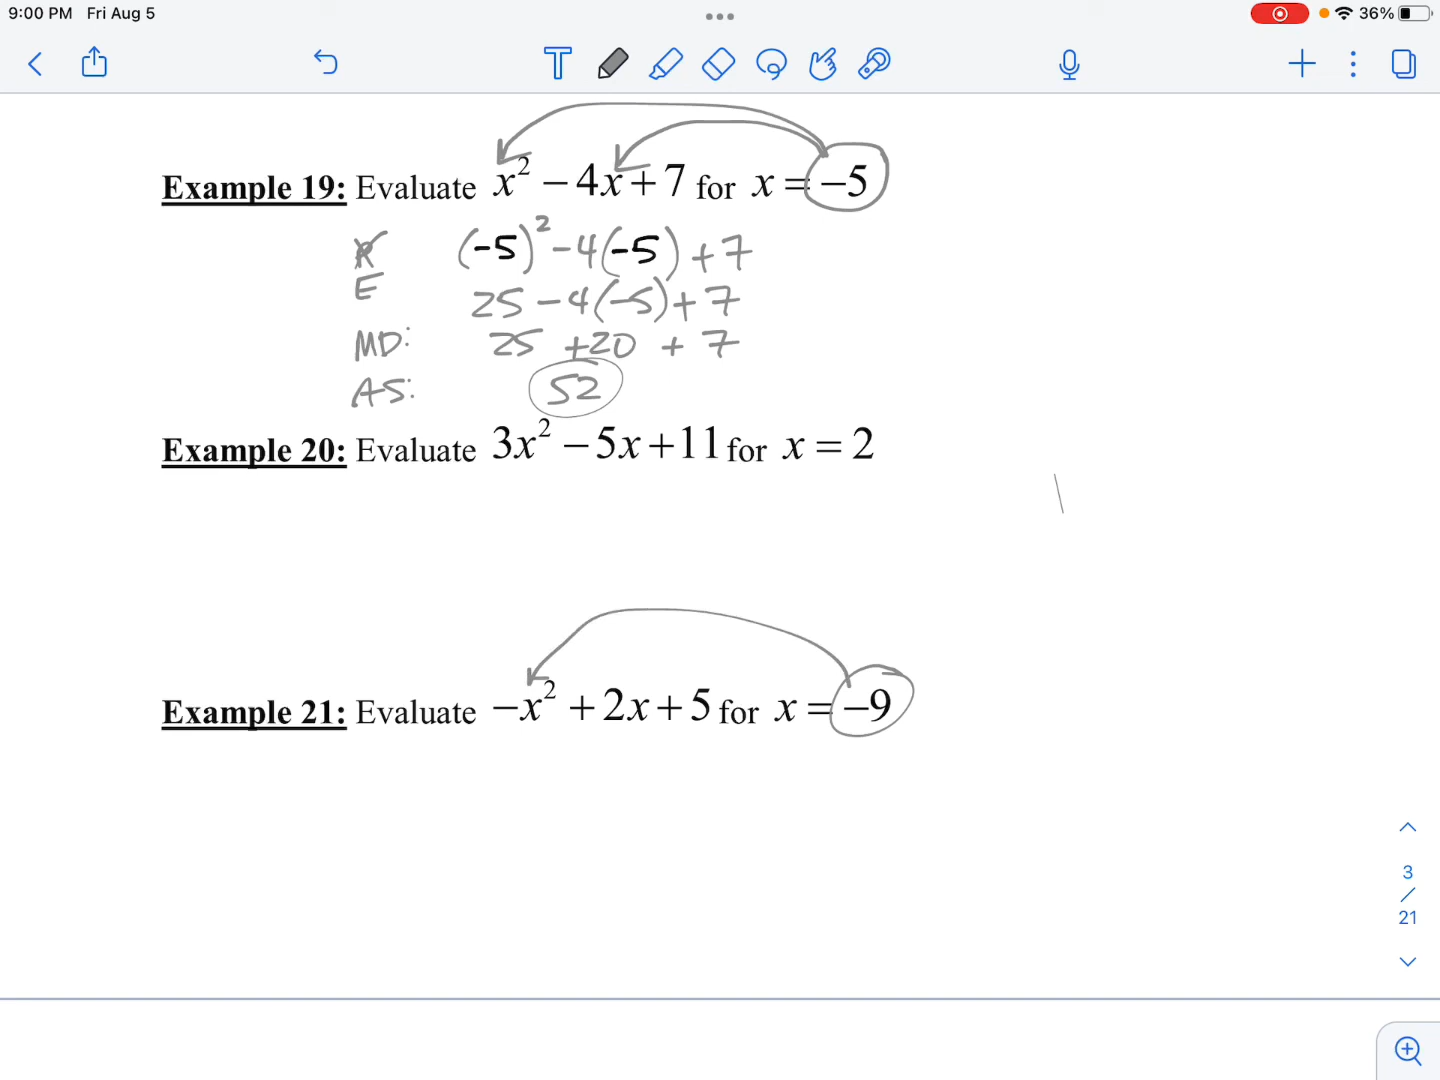 9:00 PM Fri Aug 5
36%
Example 19: Evaluate x² − 4x + 7 for x = −5
(-5)² - 4(-5) + 7
E 25 - 4(-5) + 7
MD: 25 + 20 + 7
AS: 52
Example 20: Evaluate 3x² − 5x + 11 for x = 2
Example 21: Evaluate −x² + 2x + 5 for x = −9
3
/
21